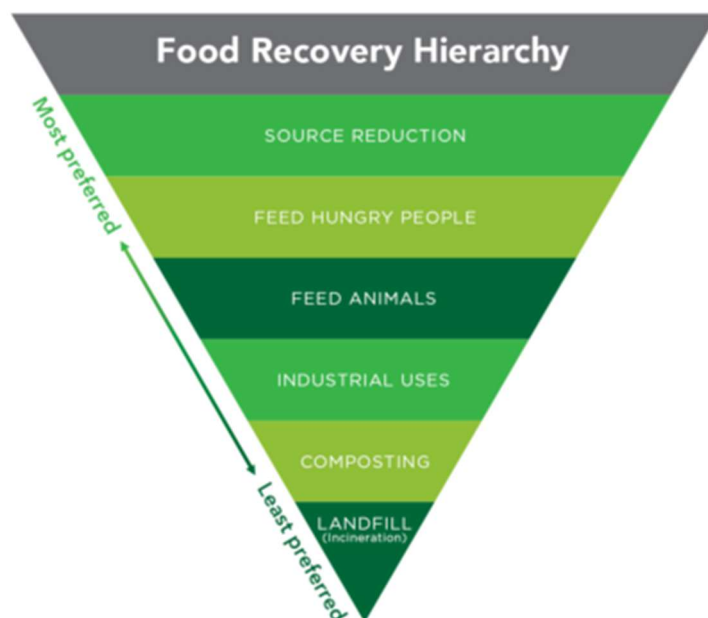 Food Recovery Hierarchy
Most preferred
SOURCE REDUCTION
FEED HUNGRY PEOPLE
FEED ANIMALS
INDUSTRIAL USES
COMPOSTING
LANDFILL
(Incineration)
Least preferred